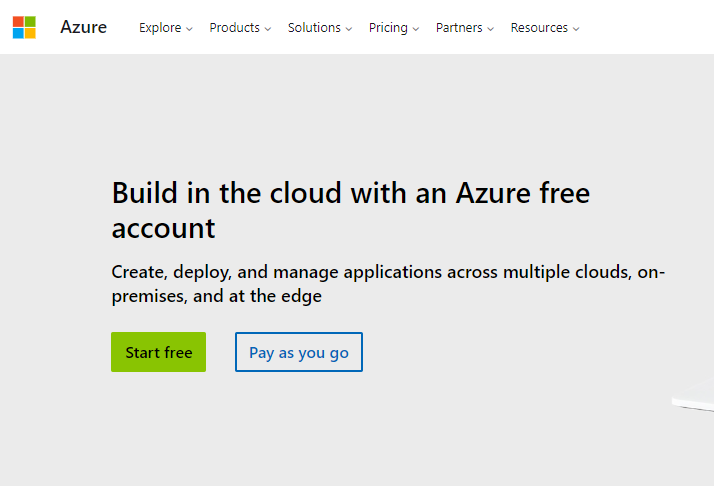 Azure Explore Products Solutions Pricing Partners Resources
Build in the cloud with an Azure free
account
Create, deploy, and manage applications across multiple clouds, on-
premises, and at the edge
Start free Pay as you go